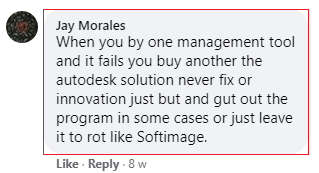 Jay Morales
When you by one management tool
and it fails you buy another the
autodesk solution never fix or
innovation just but and gut out the
program in some cases or just leave
it to rot like Softimage.
Like · Reply · 8 w